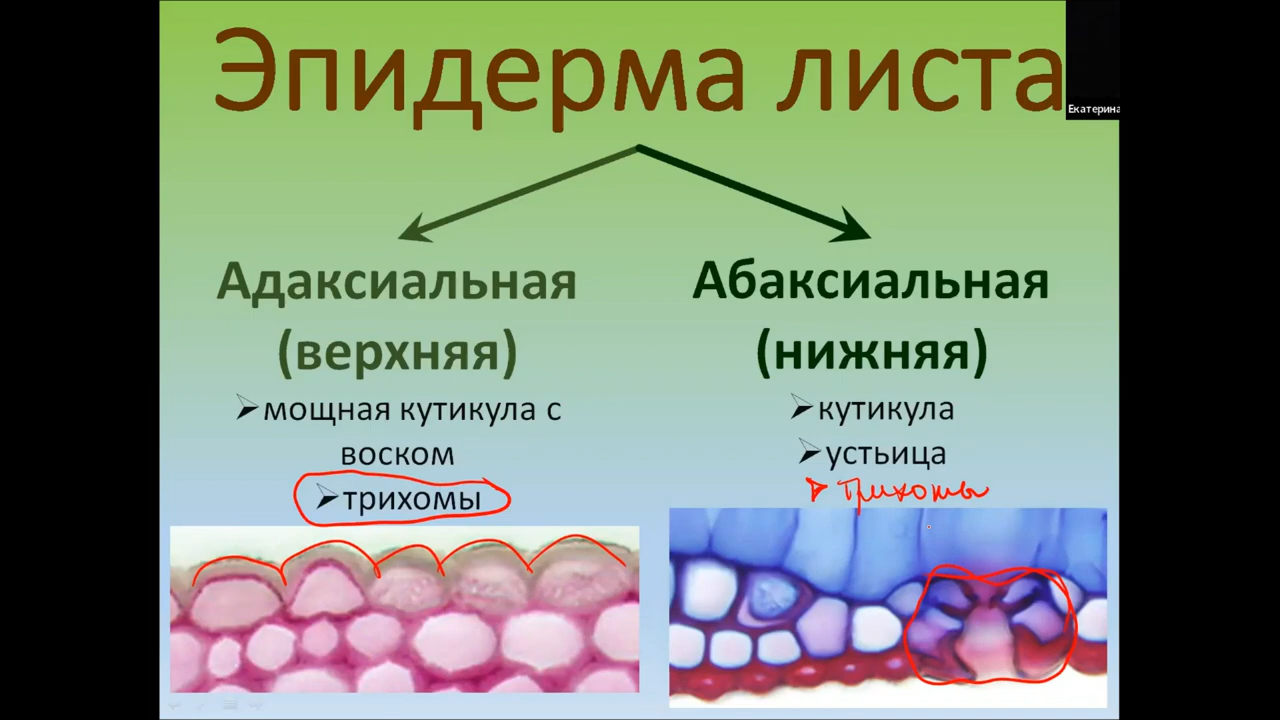 Эпидерма листа
Екатерина
Адаксиальная
(верхняя)
➢мощная кутикула с
воском
➢трихомы
Абаксиальная
(нижняя)
➢кутикула
➢устьица
➢ трихомы